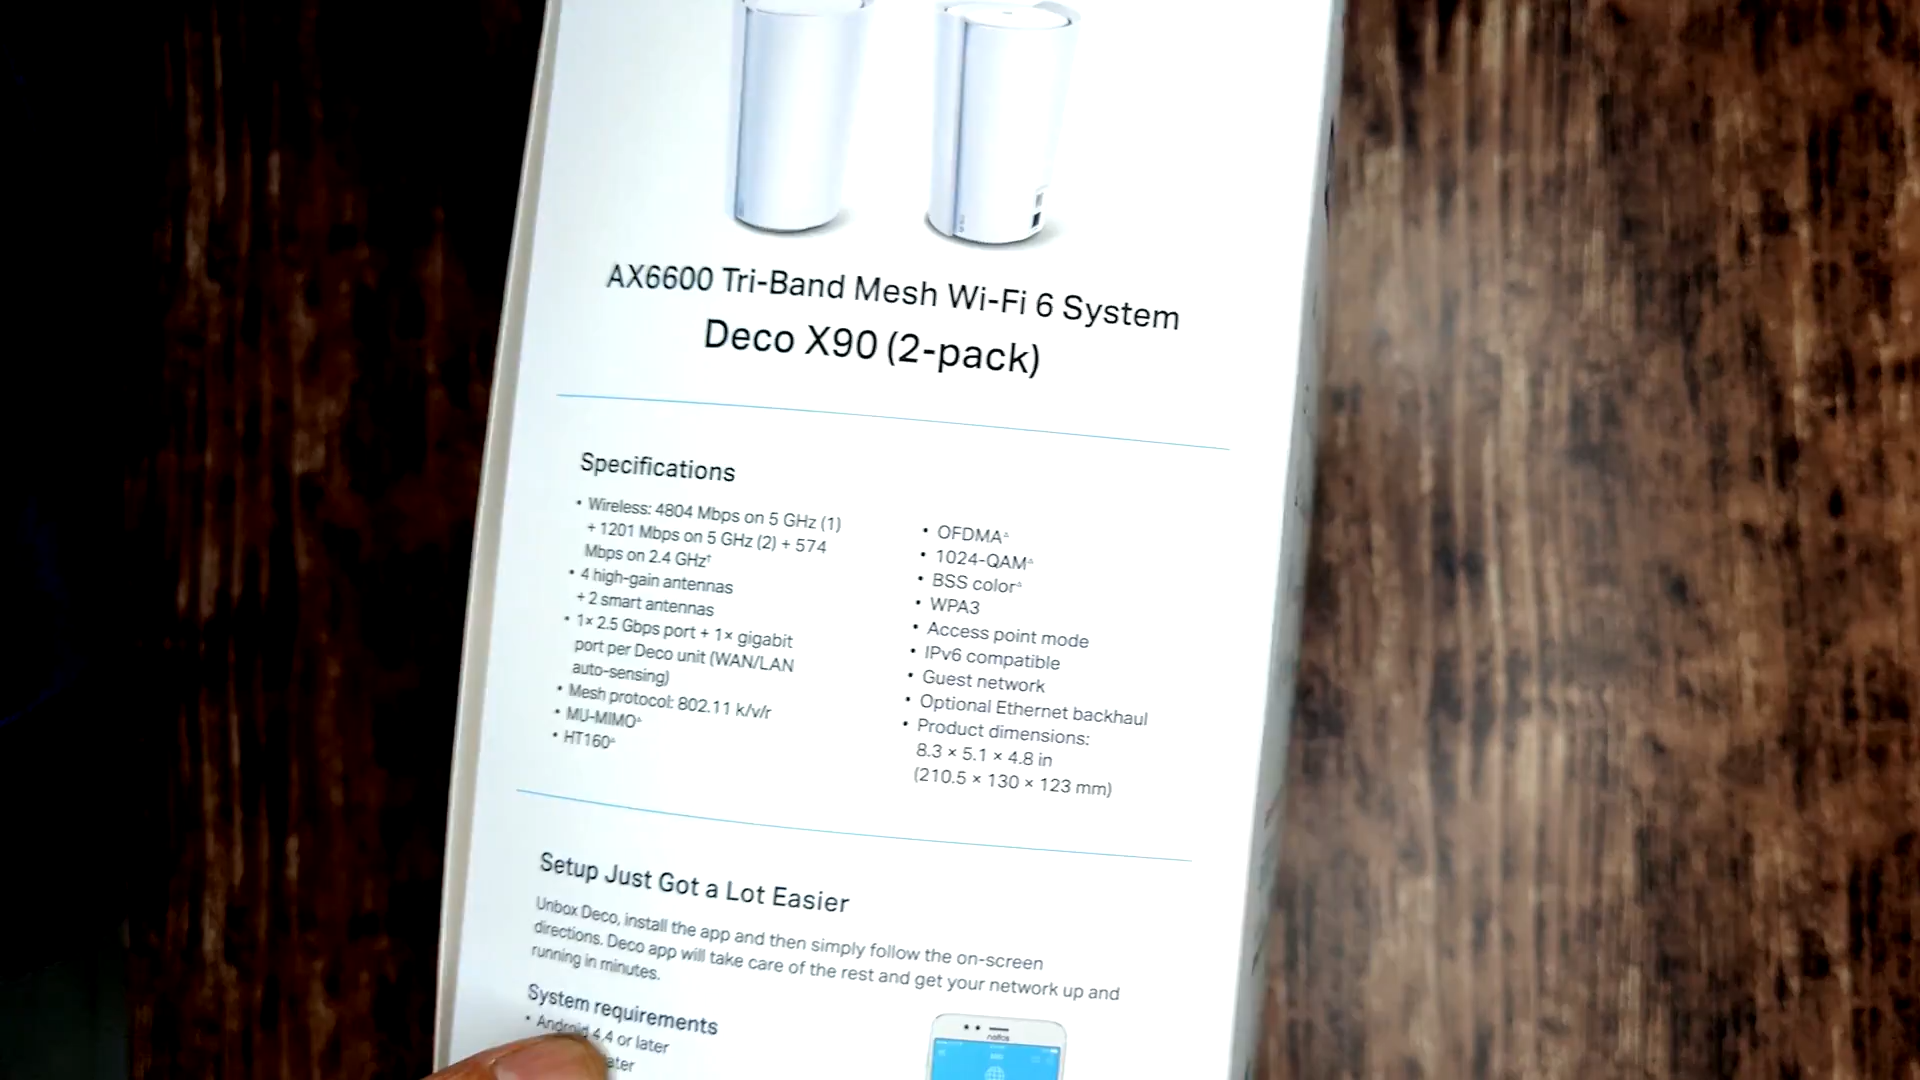 AX6600 Tri-Band Mesh Wi-Fi 6 System
Deco X90 (2-pack)
Specifications
• Wireless: 4804 Mbps on 5 GHz (1)
+ 1201 Mbps on 5 GHz (2) + 574
Mbps on 2.4 GHz†
• 4 high-gain antennas
+ 2 smart antennas
• 1× 2.5 Gbps port + 1× gigabit
port per Deco unit (WAN/LAN
auto-sensing)
• Mesh protocol: 802.11 k/v/r
• MU-MIMO△
• HT160△
• OFDMA△
• 1024-QAM△
• BSS color△
• WPA3
• Access point mode
• IPv6 compatible
• Guest network
• Optional Ethernet backhaul
• Product dimensions:
8.3 × 5.1 × 4.8 in
(210.5 × 130 × 123 mm)
Setup Just Got a Lot Easier
Unbox Deco, install the app and then simply follow the on-screen
directions. Deco app will take care of the rest and get your network up and
running in minutes.
System requirements
• Android 4.4 or later